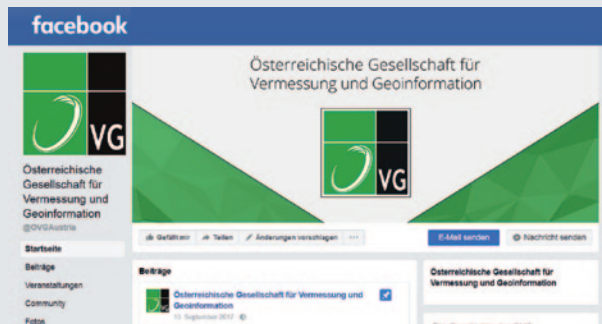 facebook
VG
Österreichische
Gesellschaft für
Vermessung und
Geoinformation
@OVGAustria
Startseite
Beiträge
Veranstaltungen
Community
Fotos
Österreichische Gesellschaft für
Vermessung und Geoinformation
VG
Gefällt mir Teilen Änderungen vorschlagen ...
E-Mail senden Nachricht senden
Beiträge
Österreichische Gesellschaft für Vermessung und
Geoinformation
13. September 2017
Österreichische Gesellschaft für
Vermessung und Geoinformation